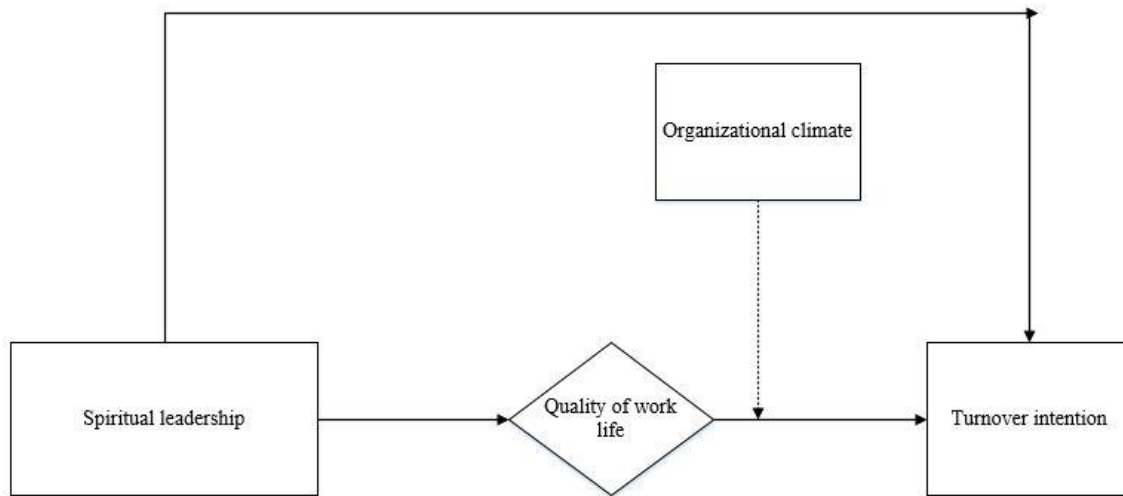 Organizational climate
Spiritual leadership
Quality of work
life
Turnover intention